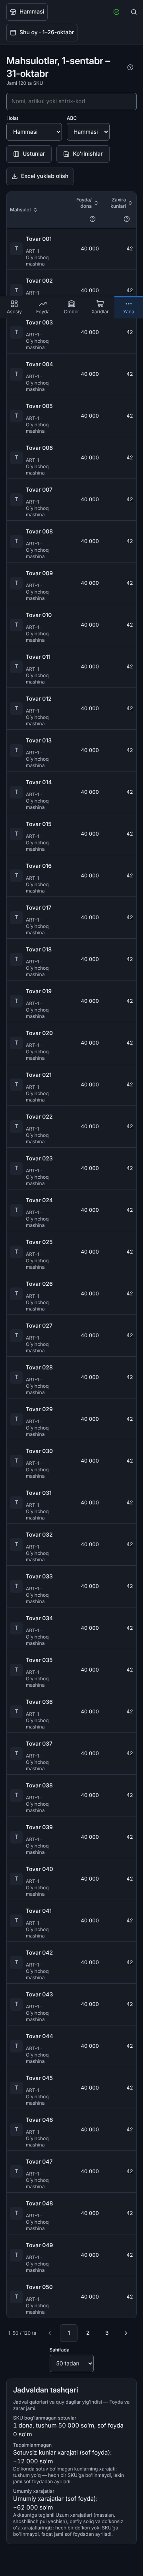 Hammasi
Shu oy · 1–26-oktabr
Mahsulotlar, 1-sentabr –
31-oktabr
Jami 120 ta SKU
Nomi, artikul yoki shtrix-kod
Holat
ABC
Hammasi
Hammasi
Ustunlar
Ko'rinishlar
Excel yuklab olish
Mahsulot
Foyda/
dona
Zaxira
kunlari
Tovar 001
T
ART-1 ·
O'yinchoq
mashina
40 000
42
Tovar 002
T
ART-1 ·
40 000
42
Asosiy
Foyda
Ombor
Xaridlar
Yana
Tovar 003
T
ART-1 ·
O'yinchoq
mashina
40 000
42
Tovar 004
T
ART-1 ·
O'yinchoq
mashina
40 000
42
Tovar 005
T
ART-1 ·
O'yinchoq
mashina
40 000
42
Tovar 006
T
ART-1 ·
O'yinchoq
mashina
40 000
42
Tovar 007
T
ART-1 ·
O'yinchoq
mashina
40 000
42
Tovar 008
T
ART-1 ·
O'yinchoq
mashina
40 000
42
Tovar 009
T
ART-1 ·
O'yinchoq
mashina
40 000
42
Tovar 010
T
ART-1 ·
O'yinchoq
mashina
40 000
42
Tovar 011
T
ART-1 ·
O'yinchoq
mashina
40 000
42
Tovar 012
T
ART-1 ·
O'yinchoq
mashina
40 000
42
Tovar 013
T
ART-1 ·
O'yinchoq
mashina
40 000
42
Tovar 014
T
ART-1 ·
O'yinchoq
mashina
40 000
42
Tovar 015
T
ART-1 ·
O'yinchoq
mashina
40 000
42
Tovar 016
T
ART-1 ·
O'yinchoq
mashina
40 000
42
Tovar 017
T
ART-1 ·
O'yinchoq
mashina
40 000
42
Tovar 018
T
ART-1 ·
O'yinchoq
mashina
40 000
42
Tovar 019
T
ART-1 ·
O'yinchoq
mashina
40 000
42
Tovar 020
T
ART-1 ·
O'yinchoq
mashina
40 000
42
Tovar 021
T
ART-1 ·
O'yinchoq
mashina
40 000
42
Tovar 022
T
ART-1 ·
O'yinchoq
mashina
40 000
42
Tovar 023
T
ART-1 ·
O'yinchoq
mashina
40 000
42
Tovar 024
T
ART-1 ·
O'yinchoq
mashina
40 000
42
Tovar 025
T
ART-1 ·
O'yinchoq
mashina
40 000
42
Tovar 026
T
ART-1 ·
O'yinchoq
mashina
40 000
42
Tovar 027
T
ART-1 ·
O'yinchoq
mashina
40 000
42
Tovar 028
T
ART-1 ·
O'yinchoq
mashina
40 000
42
Tovar 029
T
ART-1 ·
O'yinchoq
mashina
40 000
42
Tovar 030
T
ART-1 ·
O'yinchoq
mashina
40 000
42
Tovar 031
T
ART-1 ·
O'yinchoq
mashina
40 000
42
Tovar 032
T
ART-1 ·
O'yinchoq
mashina
40 000
42
Tovar 033
T
ART-1 ·
O'yinchoq
mashina
40 000
42
Tovar 034
T
ART-1 ·
O'yinchoq
mashina
40 000
42
Tovar 035
T
ART-1 ·
O'yinchoq
mashina
40 000
42
Tovar 036
T
ART-1 ·
O'yinchoq
mashina
40 000
42
Tovar 037
T
ART-1 ·
O'yinchoq
mashina
40 000
42
Tovar 038
T
ART-1 ·
O'yinchoq
mashina
40 000
42
Tovar 039
T
ART-1 ·
O'yinchoq
mashina
40 000
42
Tovar 040
T
ART-1 ·
O'yinchoq
mashina
40 000
42
Tovar 041
T
ART-1 ·
O'yinchoq
mashina
40 000
42
Tovar 042
T
ART-1 ·
O'yinchoq
mashina
40 000
42
Tovar 043
T
ART-1 ·
O'yinchoq
mashina
40 000
42
Tovar 044
T
ART-1 ·
O'yinchoq
mashina
40 000
42
Tovar 045
T
ART-1 ·
O'yinchoq
mashina
40 000
42
Tovar 046
T
ART-1 ·
O'yinchoq
mashina
40 000
42
Tovar 047
T
ART-1 ·
O'yinchoq
mashina
40 000
42
Tovar 048
T
ART-1 ·
O'yinchoq
mashina
40 000
42
Tovar 049
T
ART-1 ·
O'yinchoq
mashina
40 000
42
Tovar 050
T
ART-1 ·
O'yinchoq
mashina
40 000
42
1–50 / 120 ta
1
2
3
Sahifada
50 tadan
Jadvaldan tashqari
Jadval qatorlari va quyidagilar yig'indisi — Foyda va
zarar jami.
SKU bog'lanmagan sotuvlar
1 dona, tushum 50 000 so'm, sof foyda
0 so'm
Taqsimlanmagan
Sotuvsiz kunlar xarajati (sof foyda):
−12 000 so'm
Do'konda sotuv bo'lmagan kunlarning xarajati:
tushum yo'q — hech bir SKU'ga bo'linmaydi, lekin
jami sof foydadan ayriladi.
Umumiy xarajatlar
Umumiy xarajatlar (sof foyda):
−62 000 so'm